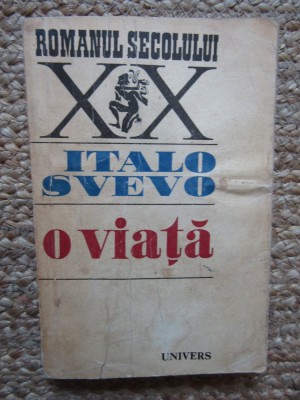 ROMANUL SECOLULUI
XX
ITALO
SVEVO
o viață
UNIVERS